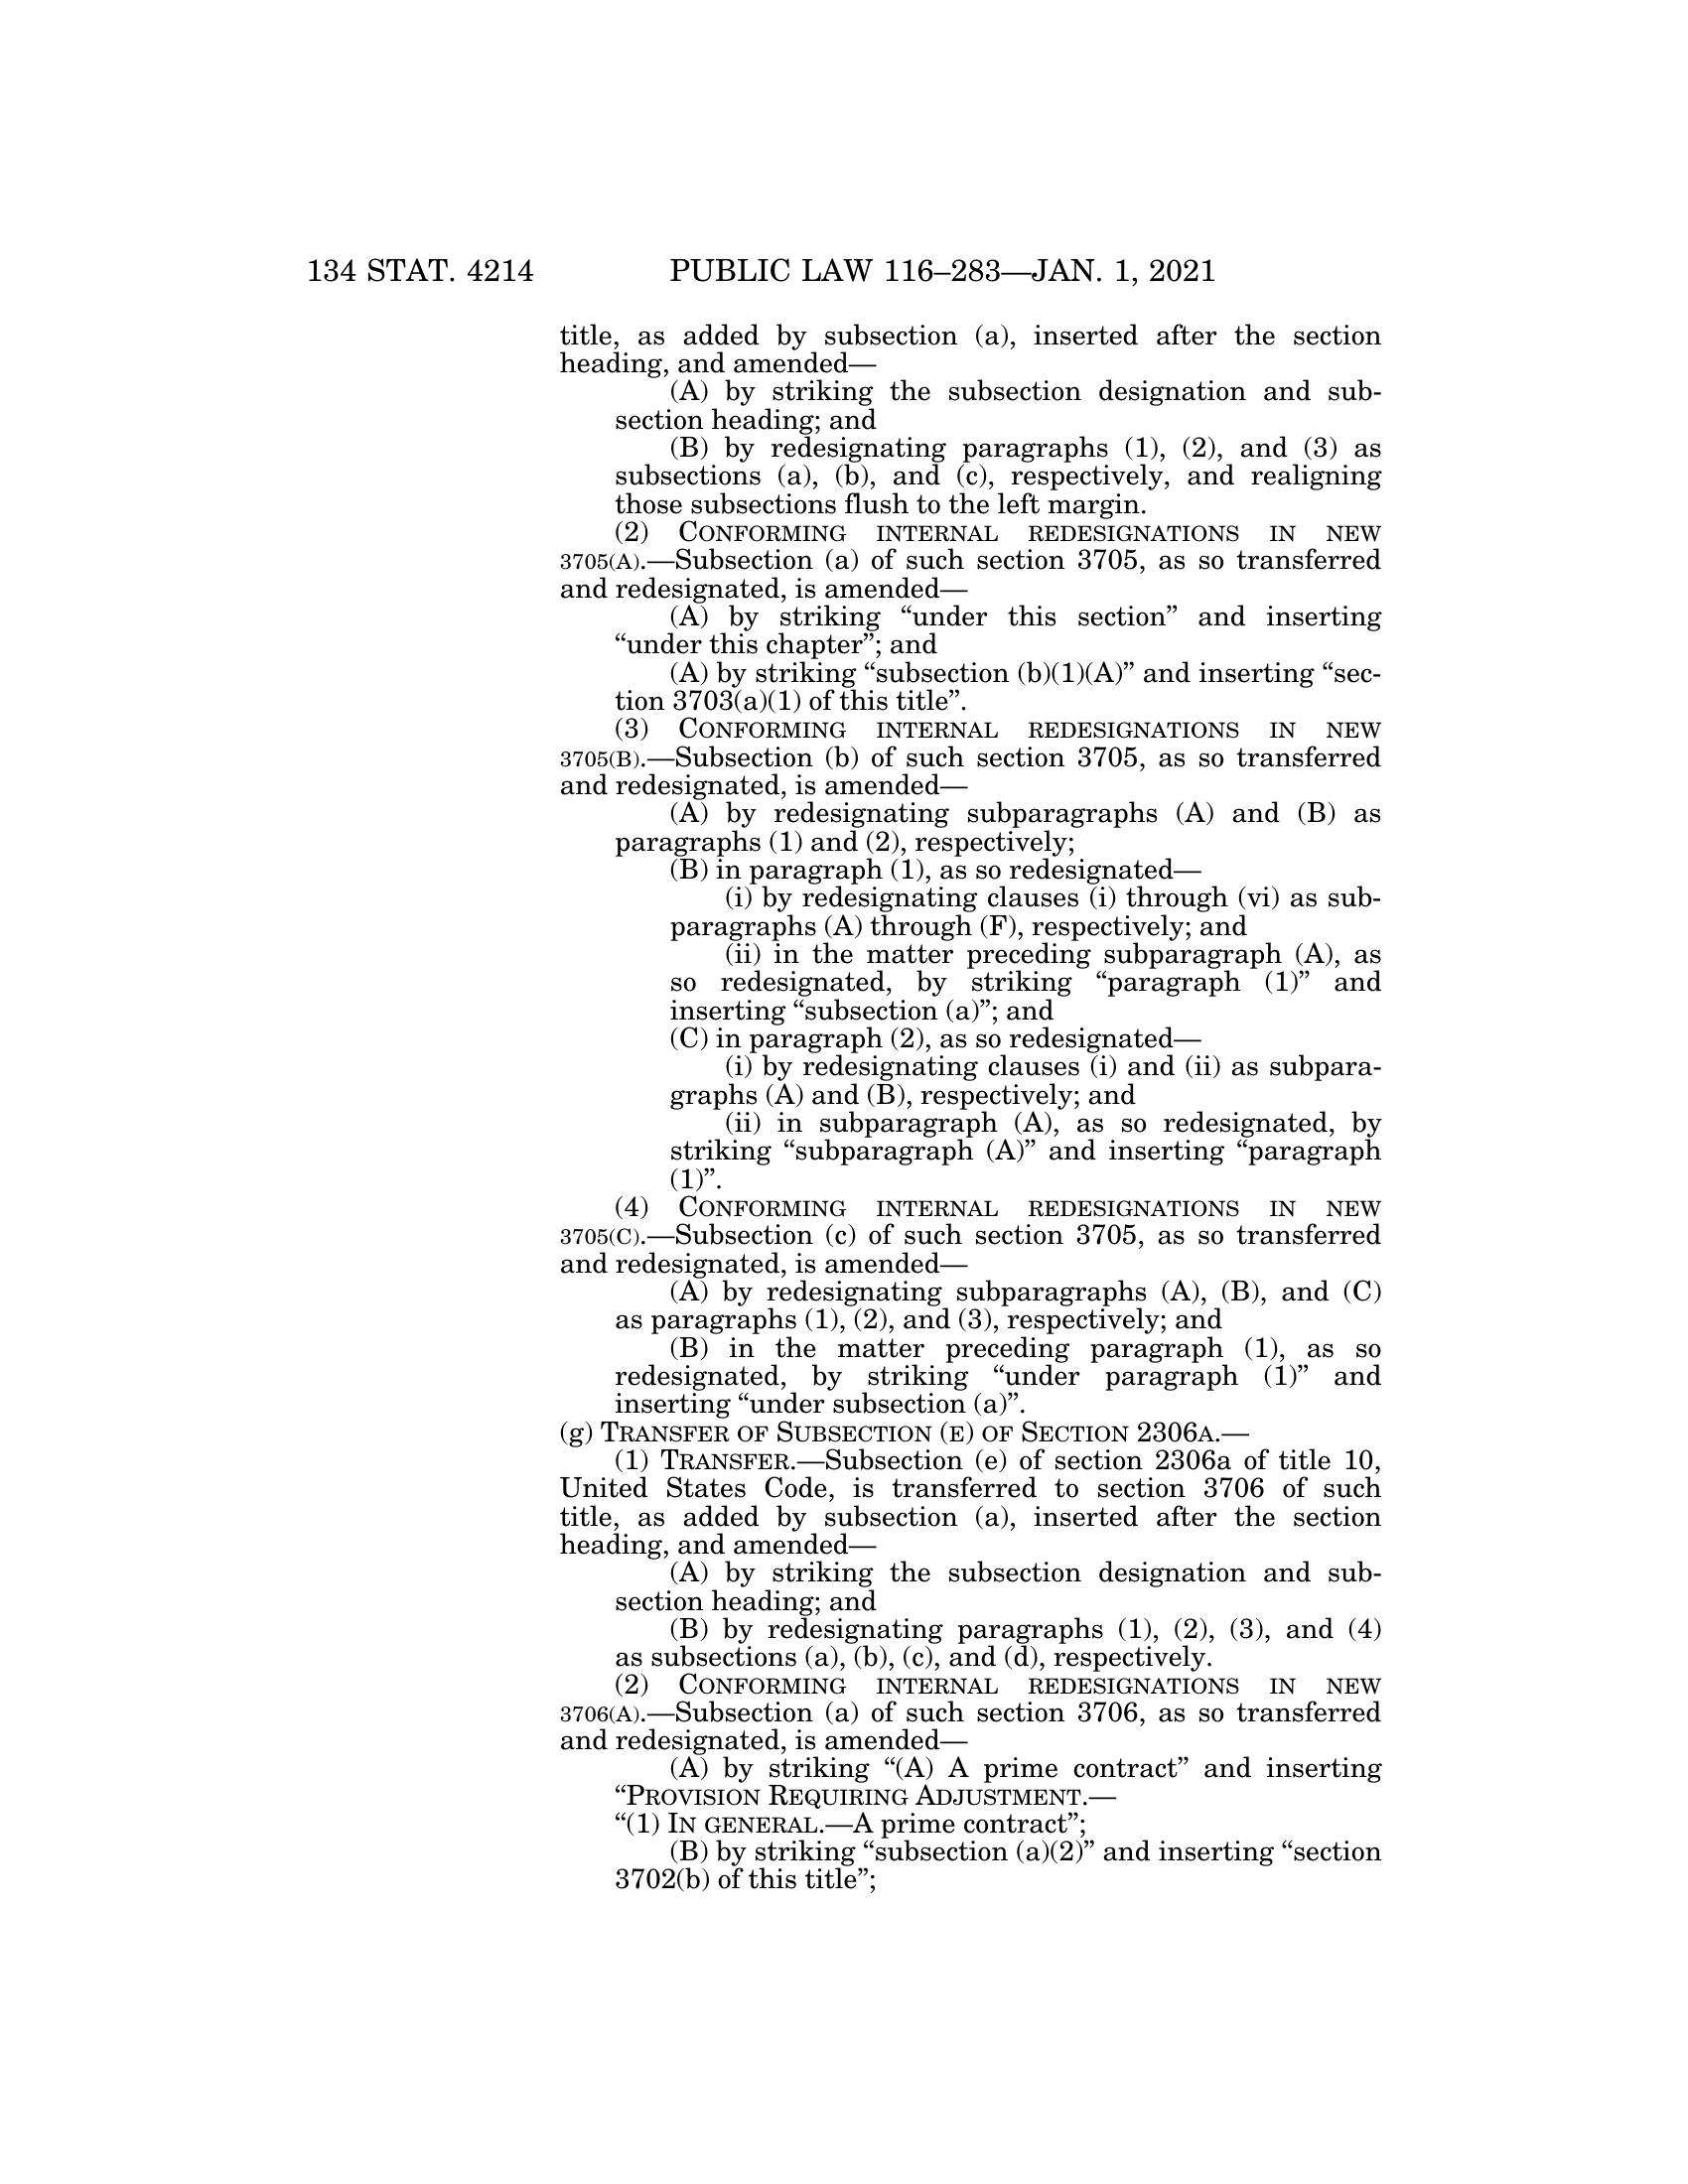 134 STAT. 4214 PUBLIC LAW 116–283—JAN. 1, 2021
title, as added by subsection (a), inserted after the section
heading, and amended—
(A) by striking the subsection designation and sub-
section heading; and
(B) by redesignating paragraphs (1), (2), and (3) as
subsections (a), (b), and (c), respectively, and realigning
those subsections flush to the left margin.
(2) CONFORMING INTERNAL REDESIGNATIONS IN NEW
3705(A).—Subsection (a) of such section 3705, as so transferred
and redesignated, is amended—
(A) by striking “under this section” and inserting
“under this chapter”; and
(A) by striking “subsection (b)(1)(A)” and inserting “sec-
tion 3703(a)(1) of this title”.
(3) CONFORMING INTERNAL REDESIGNATIONS IN NEW
3705(B).—Subsection (b) of such section 3705, as so transferred
and redesignated, is amended—
(A) by redesignating subparagraphs (A) and (B) as
paragraphs (1) and (2), respectively;
(B) in paragraph (1), as so redesignated—
(i) by redesignating clauses (i) through (vi) as sub-
paragraphs (A) through (F), respectively; and
(ii) in the matter preceding subparagraph (A), as
so redesignated, by striking “paragraph (1)” and
inserting “subsection (a)”; and
(C) in paragraph (2), as so redesignated—
(i) by redesignating clauses (i) and (ii) as subpara-
graphs (A) and (B), respectively; and
(ii) in subparagraph (A), as so redesignated, by
striking “subparagraph (A)” and inserting “paragraph
(1)”.
(4) CONFORMING INTERNAL REDESIGNATIONS IN NEW
3705(C).—Subsection (c) of such section 3705, as so transferred
and redesignated, is amended—
(A) by redesignating subparagraphs (A), (B), and (C)
as paragraphs (1), (2), and (3), respectively; and
(B) in the matter preceding paragraph (1), as so
redesignated, by striking “under paragraph (1)” and
inserting “under subsection (a)”.
(g) TRANSFER OF SUBSECTION (E) OF SECTION 2306A.—
(1) TRANSFER.—Subsection (e) of section 2306a of title 10,
United States Code, is transferred to section 3706 of such
title, as added by subsection (a), inserted after the section
heading, and amended—
(A) by striking the subsection designation and sub-
section heading; and
(B) by redesignating paragraphs (1), (2), (3), and (4)
as subsections (a), (b), (c), and (d), respectively.
(2) CONFORMING INTERNAL REDESIGNATIONS IN NEW
3706(A).—Subsection (a) of such section 3706, as so transferred
and redesignated, is amended—
(A) by striking “(A) A prime contract” and inserting
“PROVISION REQUIRING ADJUSTMENT.—
“(1) IN GENERAL.—A prime contract”;
(B) by striking “subsection (a)(2)” and inserting “section
3702(b) of this title”;